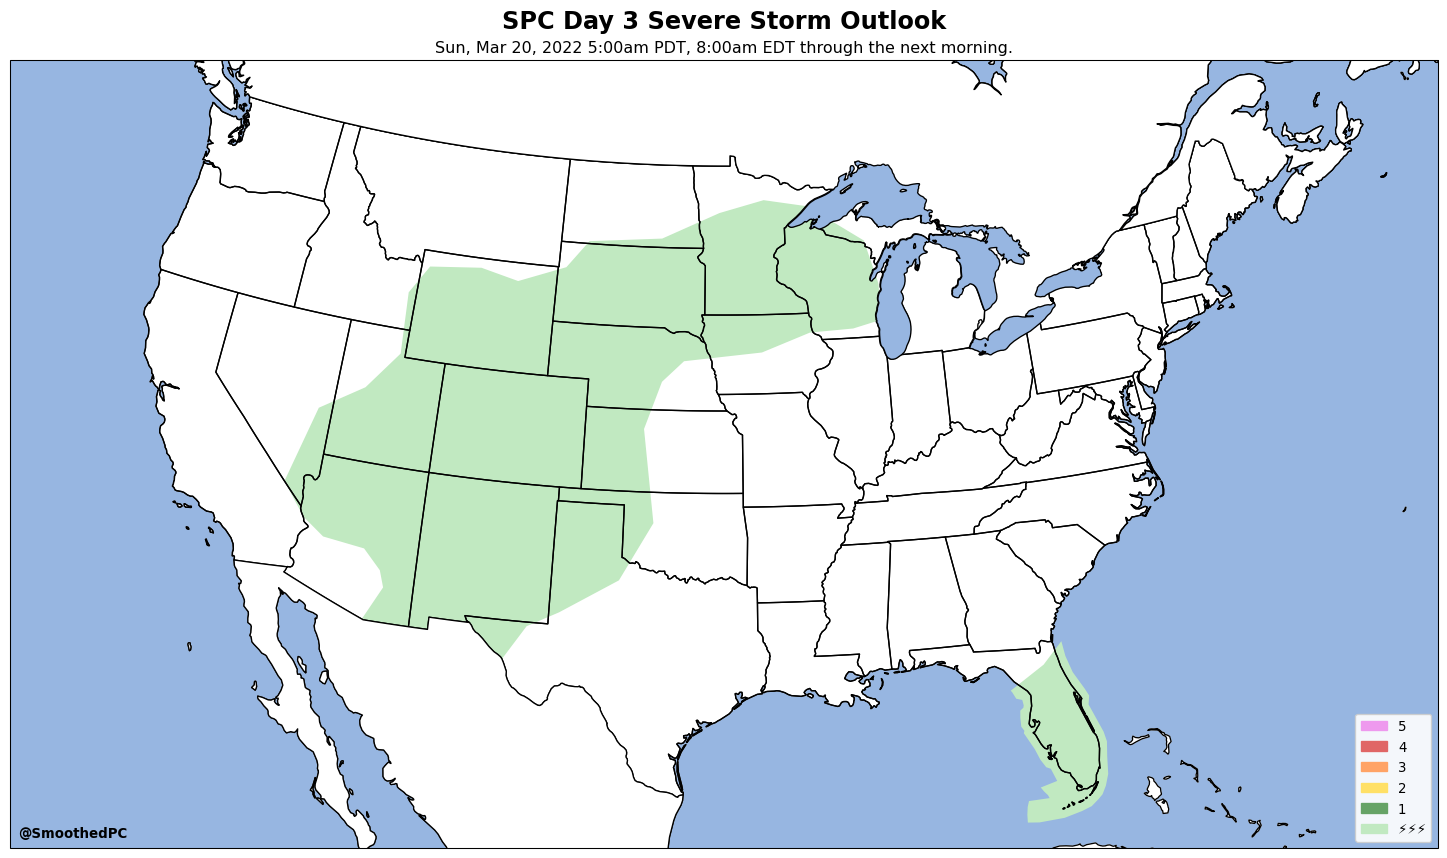 SPC Day 3 Severe Storm Outlook
Sun, Mar 20, 2022 5:00am PDT, 8:00am EDT through the next morning.
5
4
3
2
1
⚡⚡⚡
@SmoothedPC